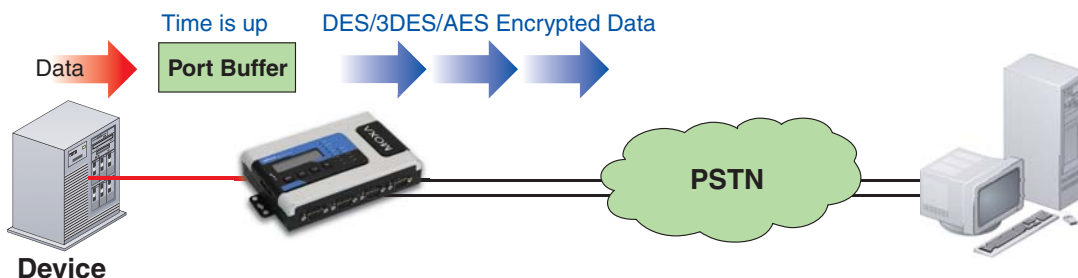 Time is up
DES/3DES/AES Encrypted Data
Data
Port Buffer
MOXA
PSTN
Device